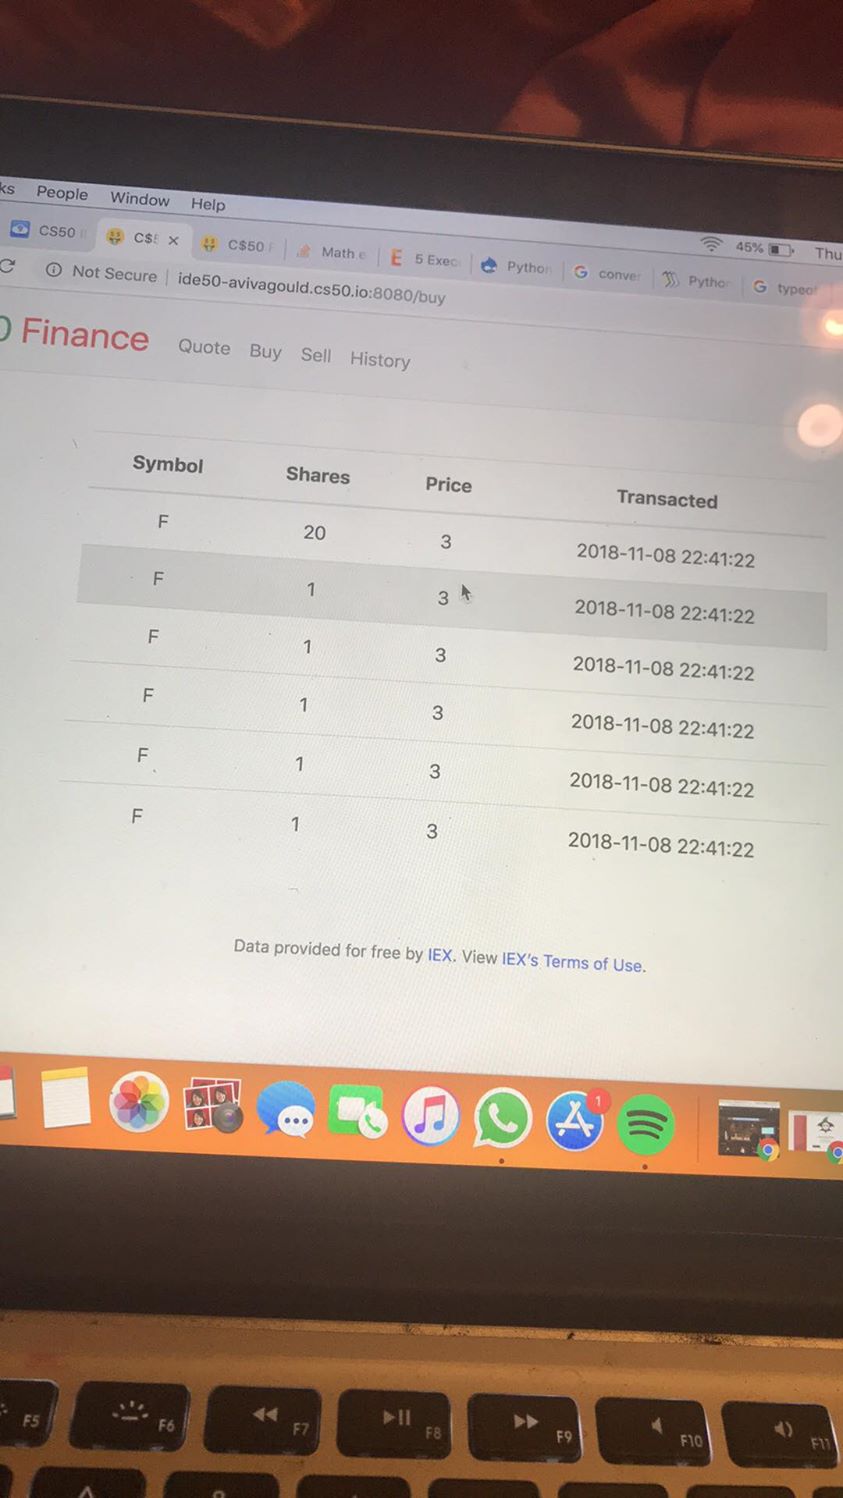 People Window Help
45% Thu
CS50 C$50 F Math e 5 Exec Python G conver Python G typeof
Not Secure | ide50-avivagould.cs50.io:8080/buy
Finance Quote Buy Sell History
Symbol Shares Price Transacted
F 20 3 2018-11-08 22:41:22
F 1 3 2018-11-08 22:41:22
F 1 3 2018-11-08 22:41:22
F 1 3 2018-11-08 22:41:22
F 1 3 2018-11-08 22:41:22
F 1 3 2018-11-08 22:41:22
Data provided for free by IEX. View IEX's Terms of Use.
1
F5 F6 F7 F8 F9 F10 F11